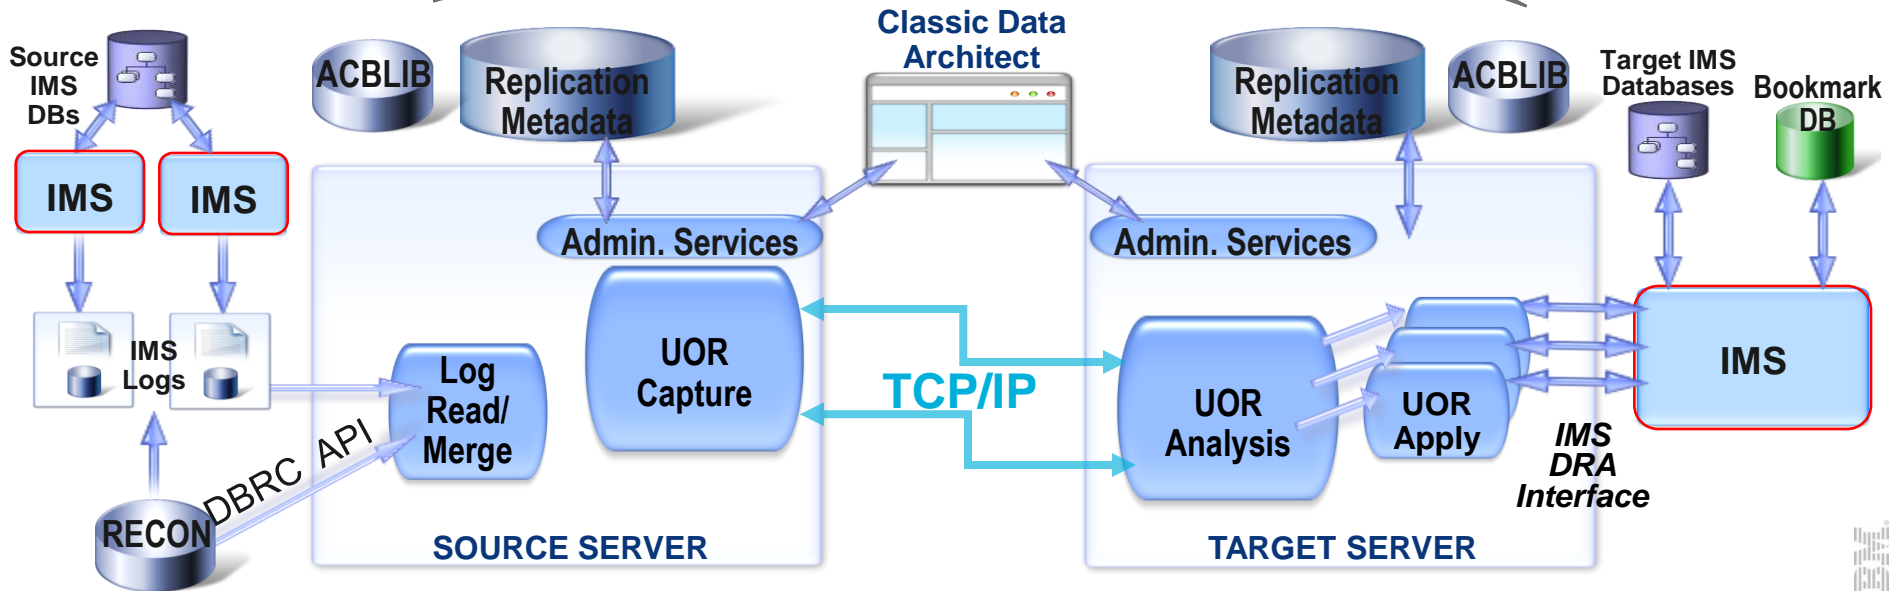 Classic Data
Architect
Source
IMS
DBs
ACBLIB
Replication
Metadata
Replication
Metadata
ACBLIB
Target IMS
Databases
Bookmark
DB
IMS
IMS
Admin. Services
Admin. Services
IMS
Logs
Log
Read/
Merge
UOR
Capture
TCP/IP
UOR
Analysis
UOR
Apply
IMS
DRA
Interface
IMS
DBRC API
RECON
SOURCE SERVER
TARGET SERVER
IBM